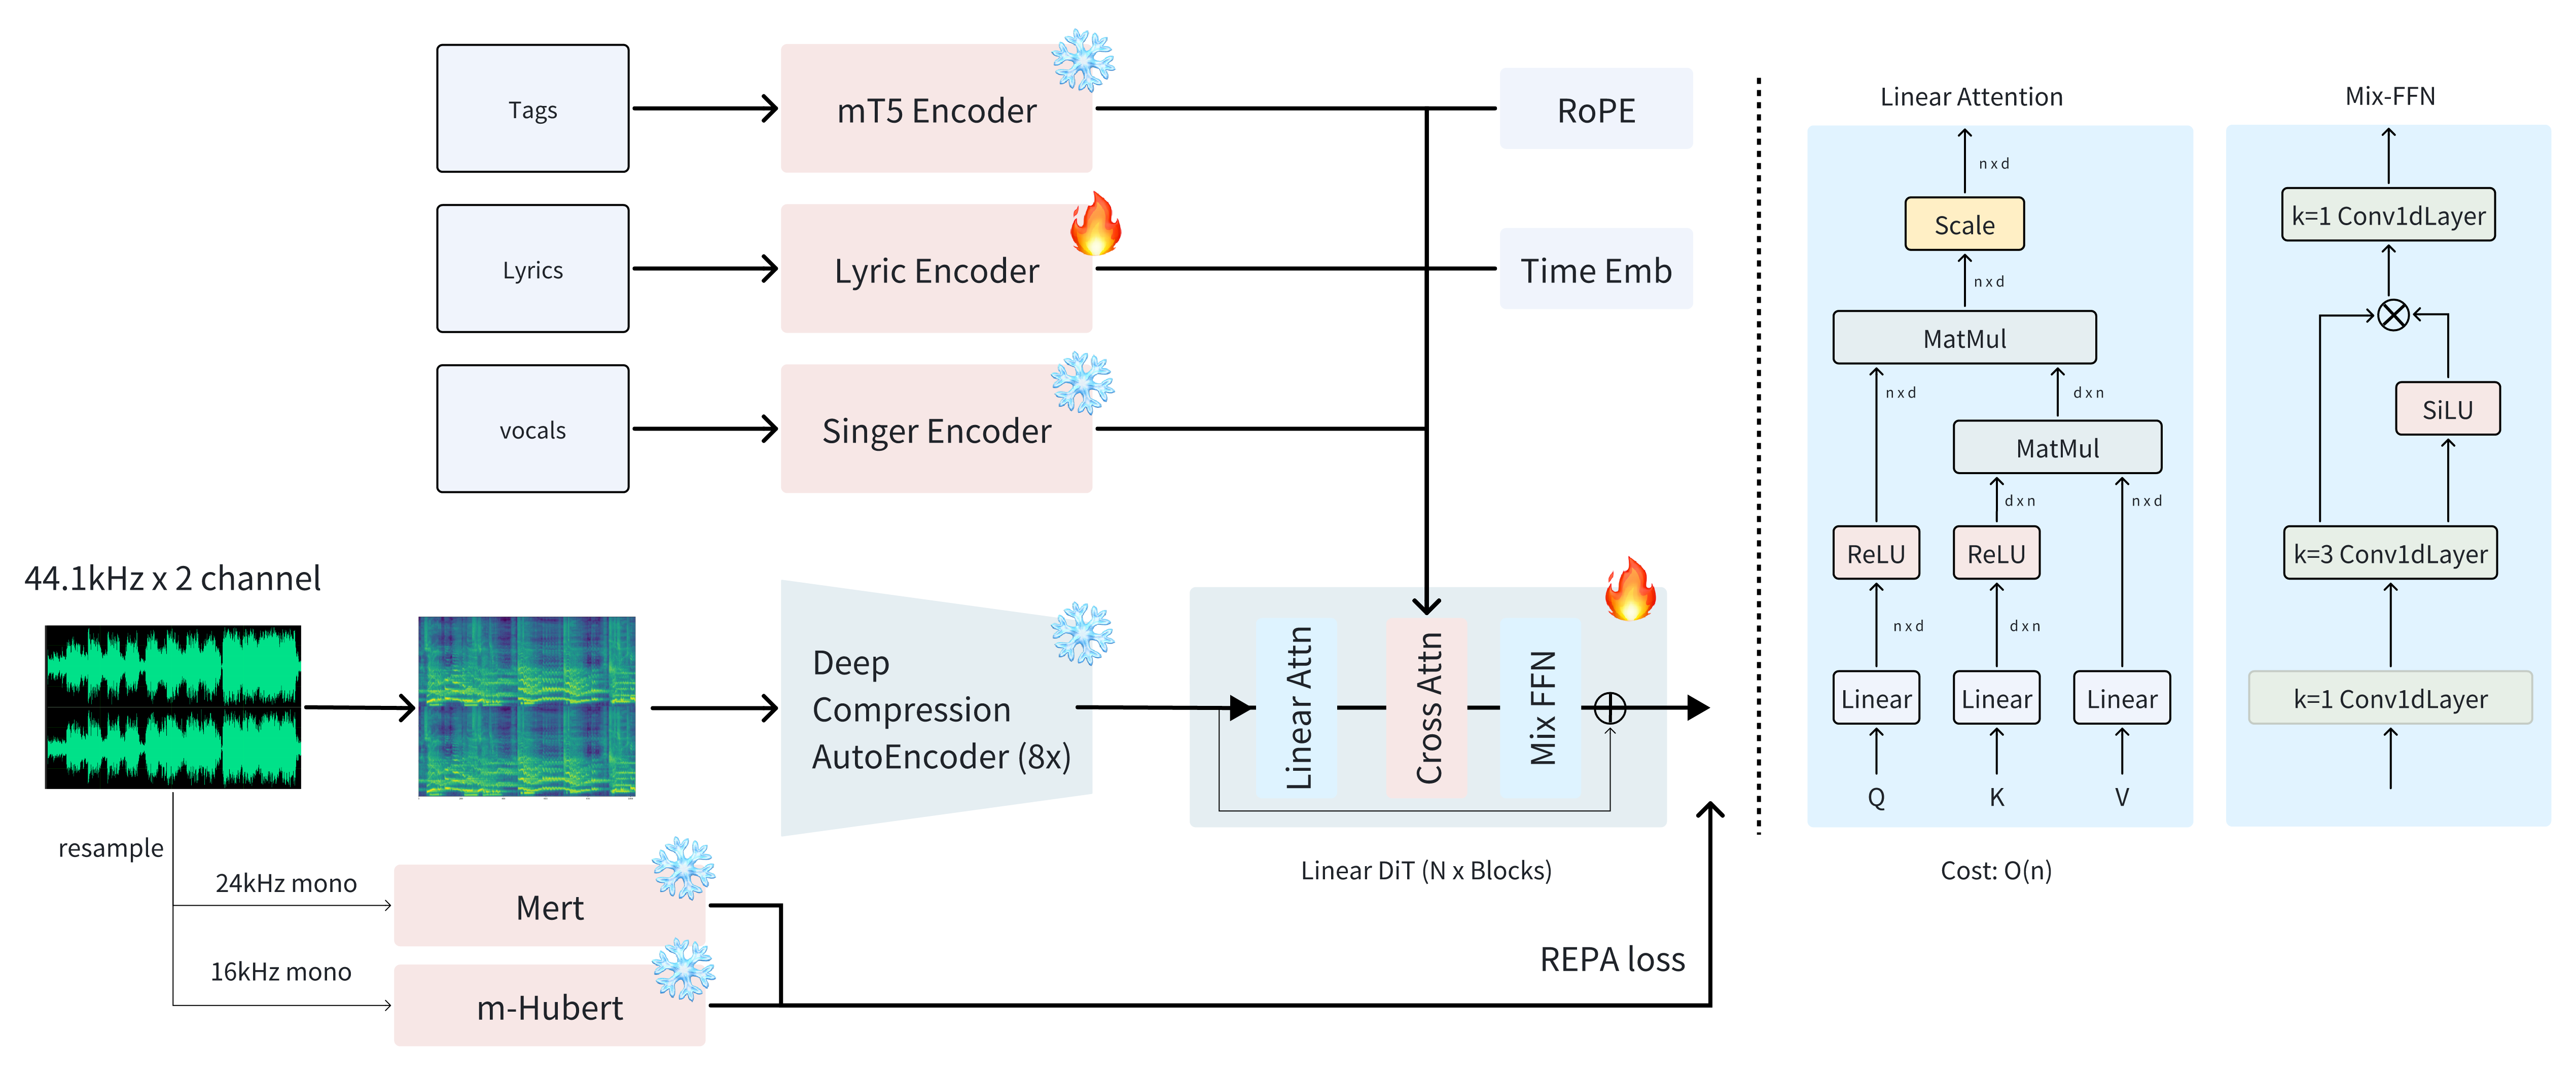 Tags
mT5 Encoder
RoPE
Lyrics
Lyric Encoder
Time Emb
vocals
Singer Encoder
44.1kHz x 2 channel
Deep
Compression
AutoEncoder (8x)
Linear Attn
Cross Attn
Mix FFN
Linear DiT (N x Blocks)
resample
24kHz mono
Mert
16kHz mono
m-Hubert
REPA loss
Linear Attention
n x d
Scale
n x d
MatMul
n x d
d x n
MatMul
d x n
n x d
ReLU
ReLU
n x d
d x n
Linear
Linear
Linear
Q
K
V
Cost: O(n)
Mix-FFN
k=1 Conv1dLayer
SiLU
k=3 Conv1dLayer
k=1 Conv1dLayer